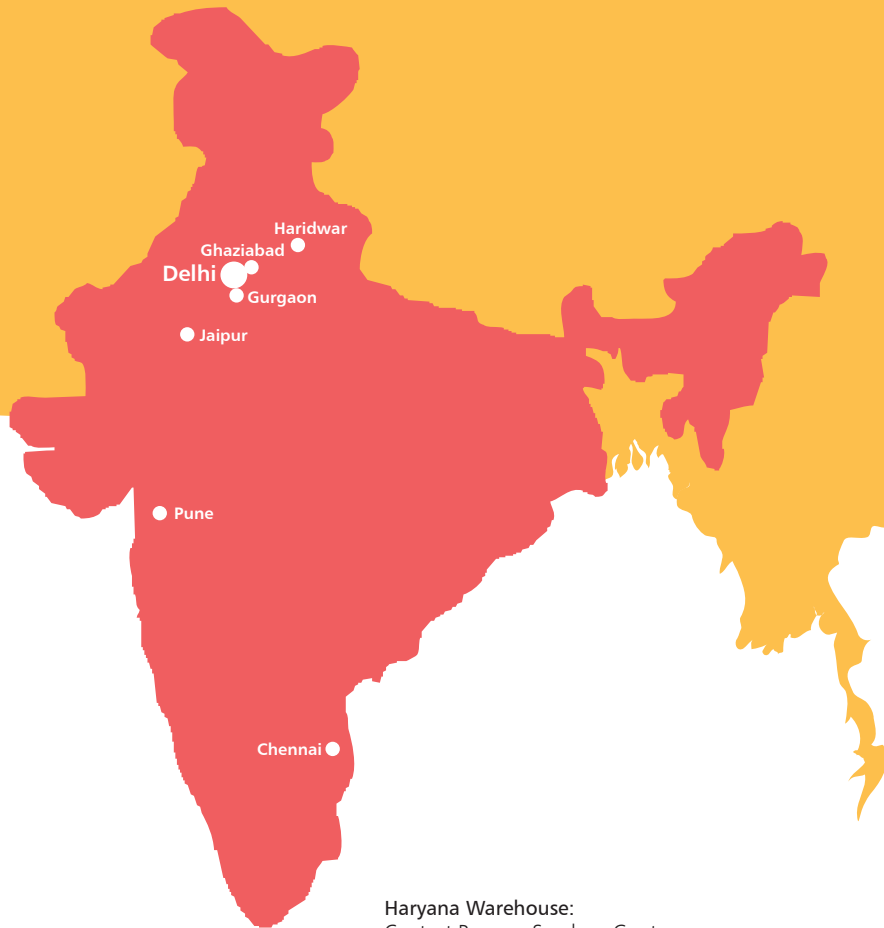 Haridwar
Ghaziabad
Delhi
Gurgaon
Jaipur
Pune
Chennai
Haryana Warehouse: